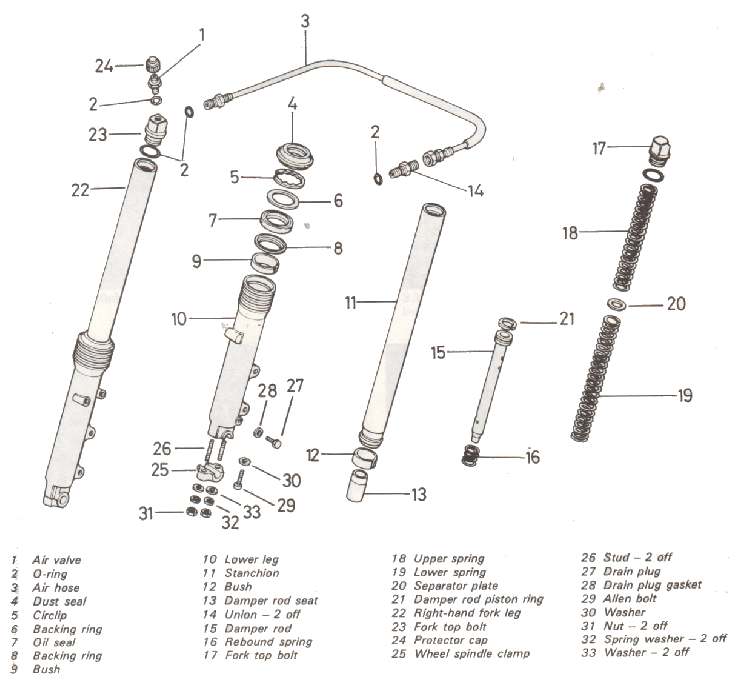 1
3
24
2
23
2
22
4
5
6
7
8
9
10
2
14
17
18
11
21
20
15
19
28
27
26
25
30
12
16
29
13
31
32
33
1 Air valve
2 O-ring
3 Air hose
4 Dust seal
5 Circlip
6 Backing ring
7 Oil seal
8 Backing ring
9 Bush
10 Lower leg
11 Stanchion
12 Bush
13 Damper rod seat
14 Union – 2 off
15 Damper rod
16 Rebound spring
17 Fork top bolt
18 Upper spring
19 Lower spring
20 Separator plate
21 Damper rod piston ring
22 Right-hand fork leg
23 Fork top bolt
24 Protector cap
25 Wheel spindle clamp
26 Stud – 2 off
27 Drain plug
28 Drain plug gasket
29 Allen bolt
30 Washer
31 Nut – 2 off
32 Spring washer – 2 off
33 Washer – 2 off